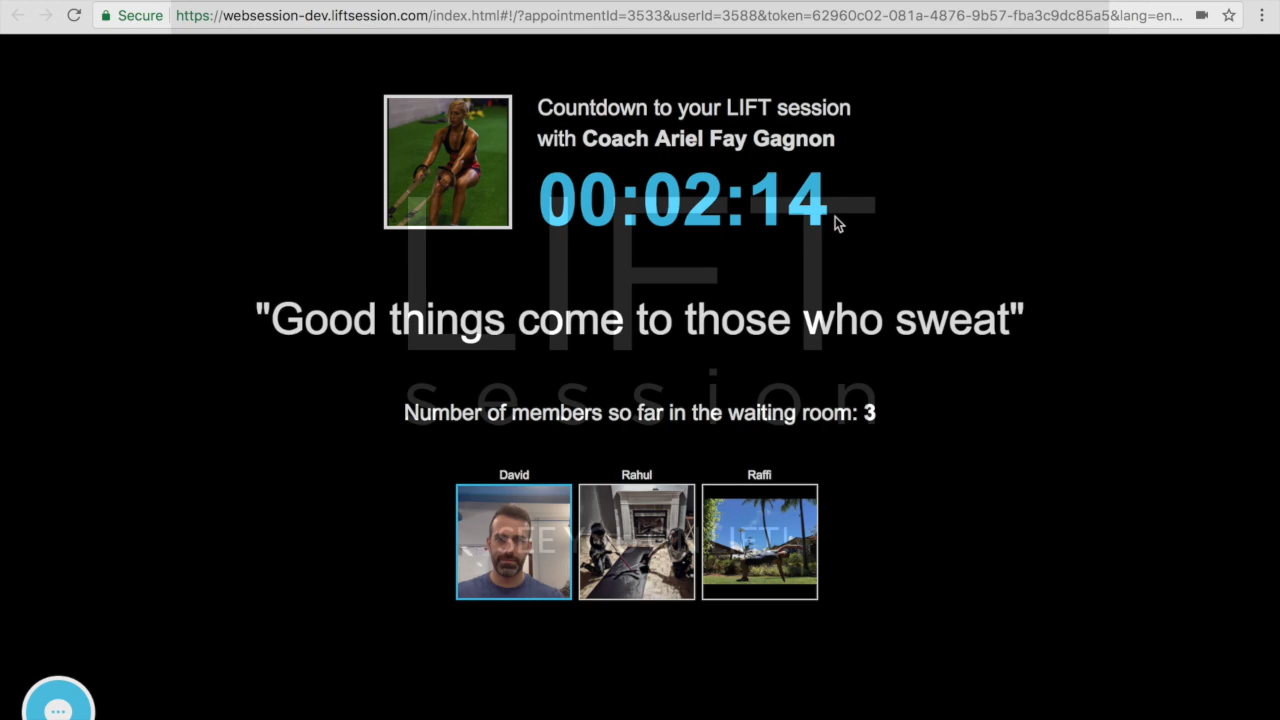 Secure
https://websession-dev.liftsession.com/index.html#!/?appointmentId=3533&userId=3588&token=62960c02-081a-4876-9b57-fba3c9dc85a5&lang=en...
Countdown to your LIFT session
with Coach Ariel Fay Gagnon
00:02:14
LIFT
"Good things come to those who sweat"
session
Number of members so far in the waiting room: 3
David
Rahul
Raffi